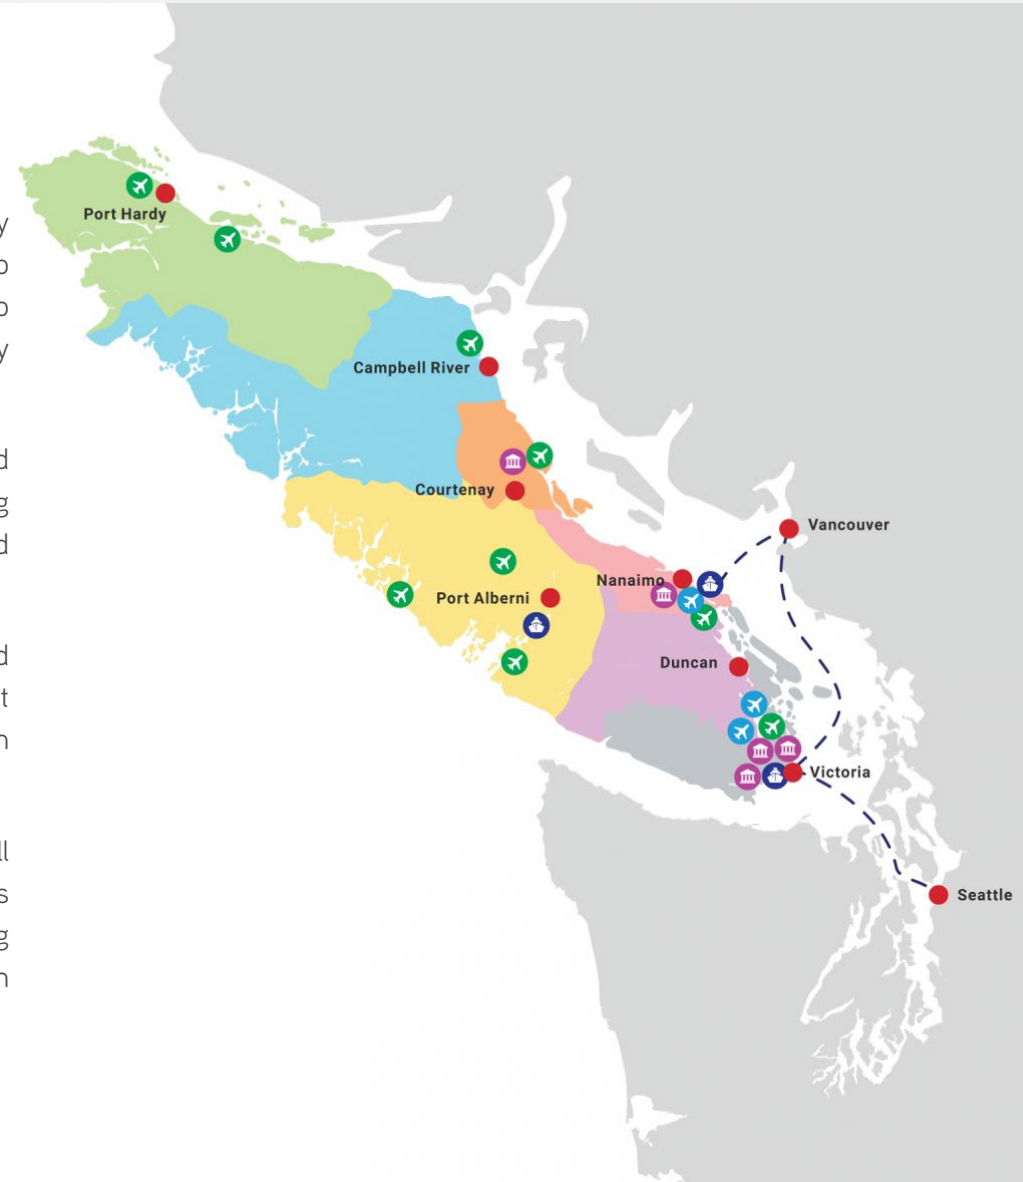 Port Hardy
Campbell River
Courtenay
Vancouver
Nanaimo
Port Alberni
Duncan
Victoria
Seattle